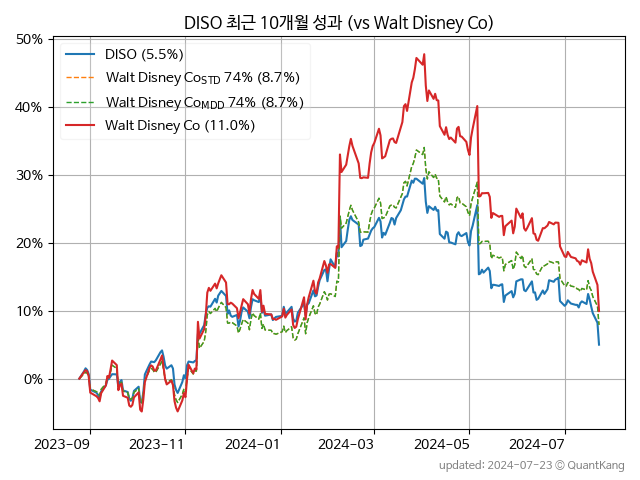 DISO 최근 10개월 성과 (vs Walt Disney Co)
50%
40%
30%
20%
10%
0%
DISO (5.5%)
Walt Disney Co_STD 74% (8.7%)
Walt Disney Co_MDD 74% (8.7%)
Walt Disney Co (11.0%)
2023-09 2023-11 2024-01 2024-03 2024-05 2024-07
updated: 2024-07-23 © QuantKang